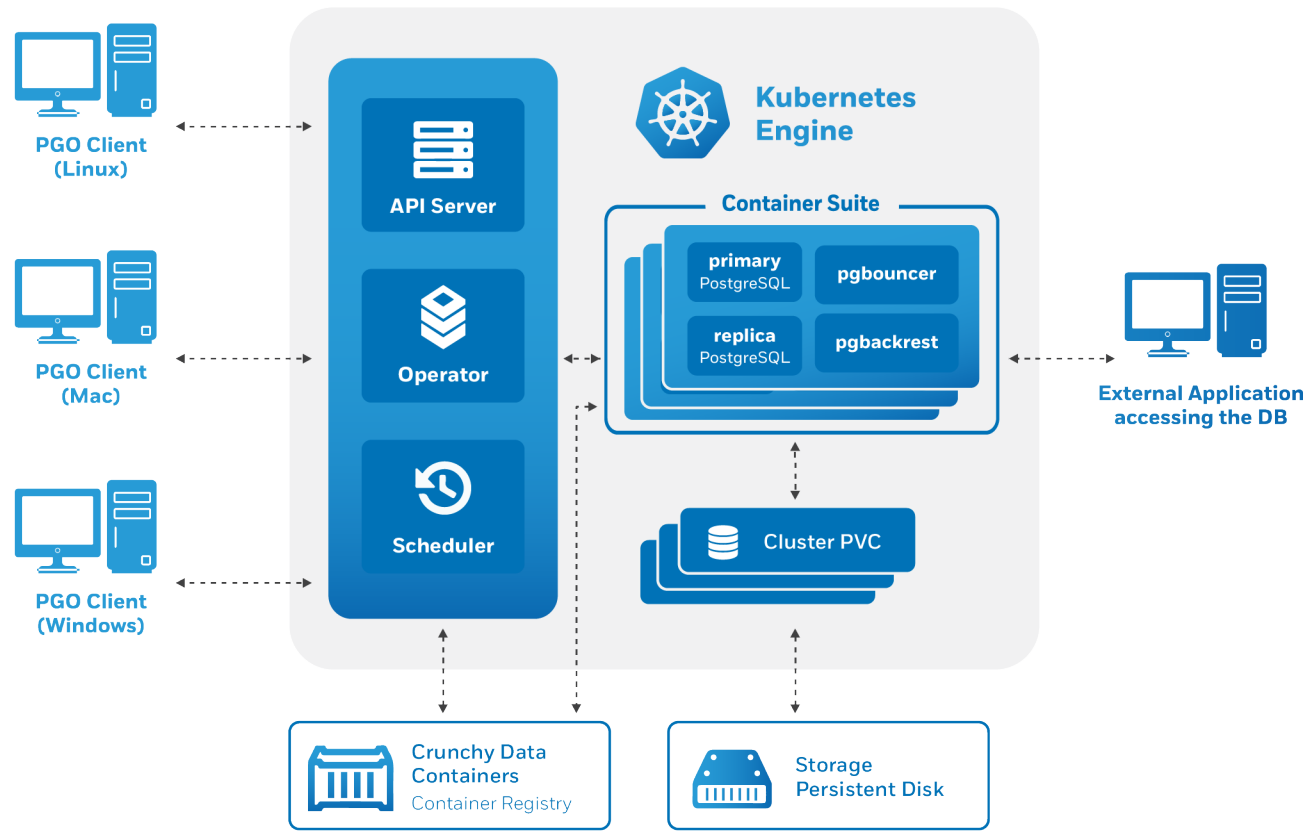 PGO Client
(Linux)
PGO Client
(Mac)
PGO Client
(Windows)
API Server
Operator
Scheduler
Kubernetes
Engine
Container Suite
primary
PostgreSQL
pgbouncer
replica
PostgreSQL
pgbackrest
Cluster PVC
External Application
accessing the DB
Crunchy Data
Containers
Container Registry
Storage
Persistent Disk